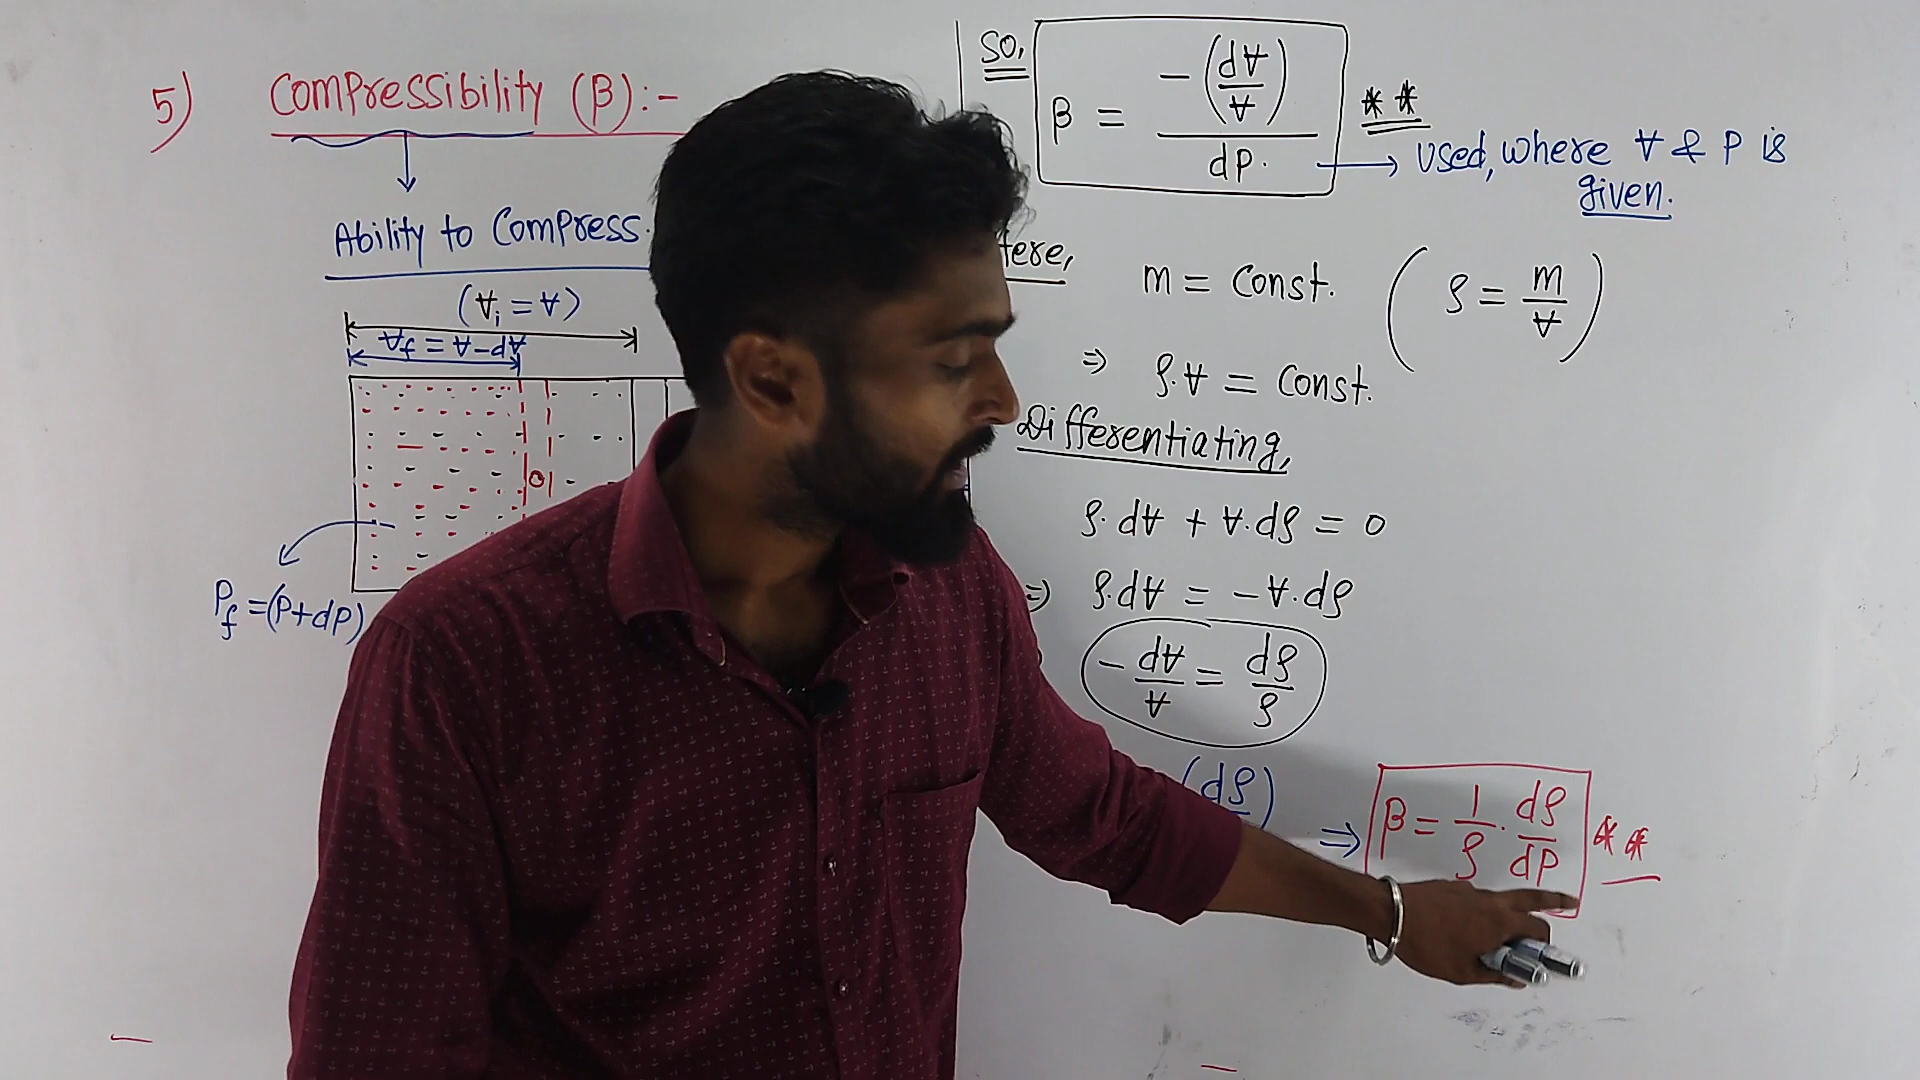 5) Compressibility (β):-
Ability to Compress.
(∀i = ∀)
∀f = ∀-d∀
Pf =(P+dP)
So,
β = -(d∀/∀)/dP.
**
Used, where ∀ & P is
given.
m = Const. (ρ = m/∀)
⇒ ρ.∀ = Const.
Differentiating,
ρ.d∀ + ∀.dρ = 0
⇒ ρ.d∀ = -∀.dρ
- d∀/∀ = dρ/ρ
(dρ) ⇒ β = 1/ρ . dρ/dP **